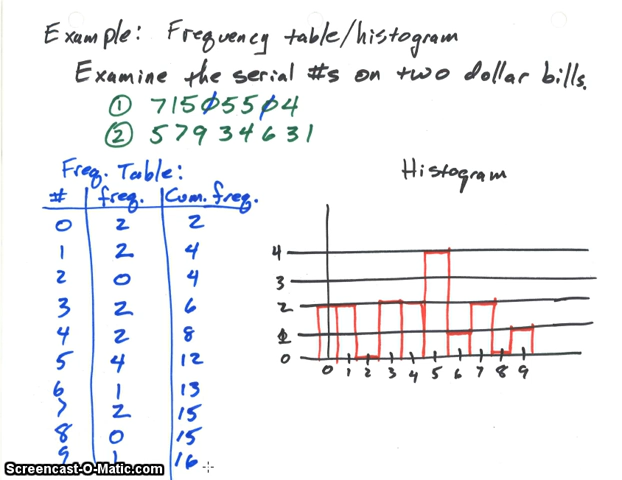 Example: Frequency table/histogram
Examine the serial #s on two dollar bills.
① 71505504
② 57934631
Freq. Table:
Histogram
# freq. Cum. freq.
0 2 2
1 2 4
2 0 4
3 2 6
4 2 8
5 4 12
6 1 13
7 2 15
8 0 15
9 1 16
4
3
2
1
0
0 1 2 3 4 5 6 7 8 9
Screencast-O-Matic.com